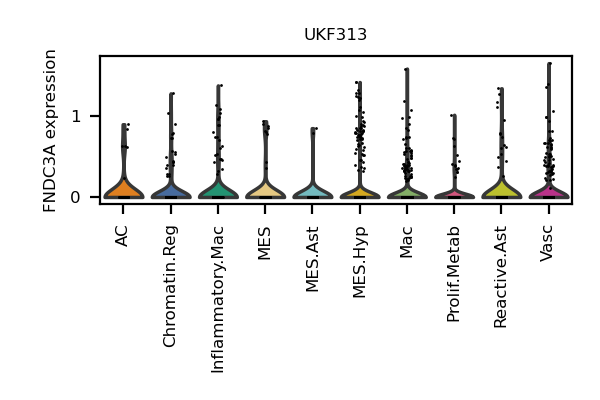 UKF313
FNDC3A expression
1
0
AC
Chromatin.Reg
Inflammatory.Mac
MES
MES.Ast
MES.Hyp
Mac
Prolif.Metab
Reactive.Ast
Vasc